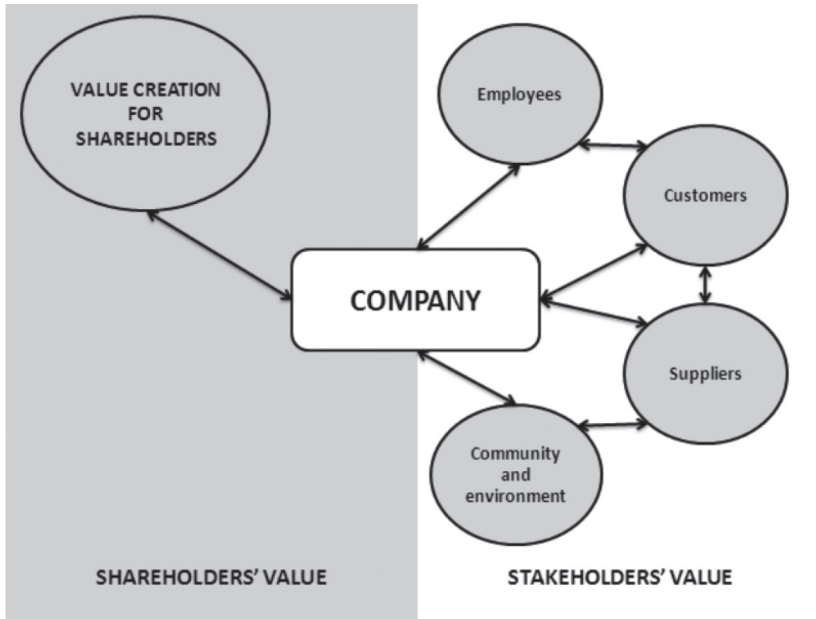 VALUE CREATION
FOR
SHAREHOLDERS
Employees
Customers
COMPANY
Suppliers
Community
and
environment
SHAREHOLDERS’ VALUE
STAKEHOLDERS’ VALUE